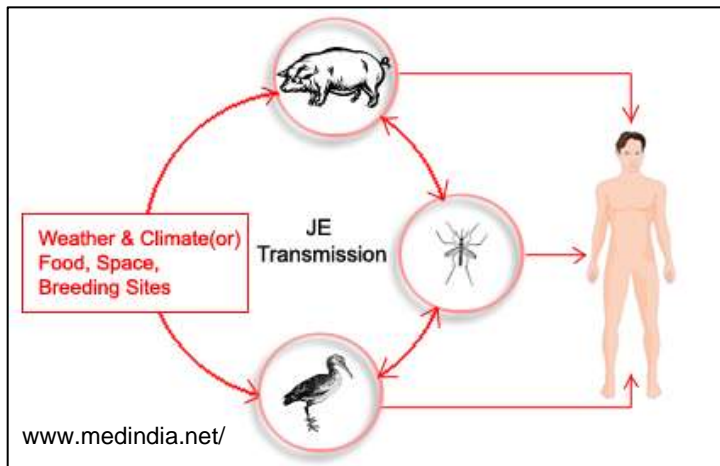 JE
Transmission
Weather & Climate(or)
Food, Space,
Breeding Sites
www.medindia.net/